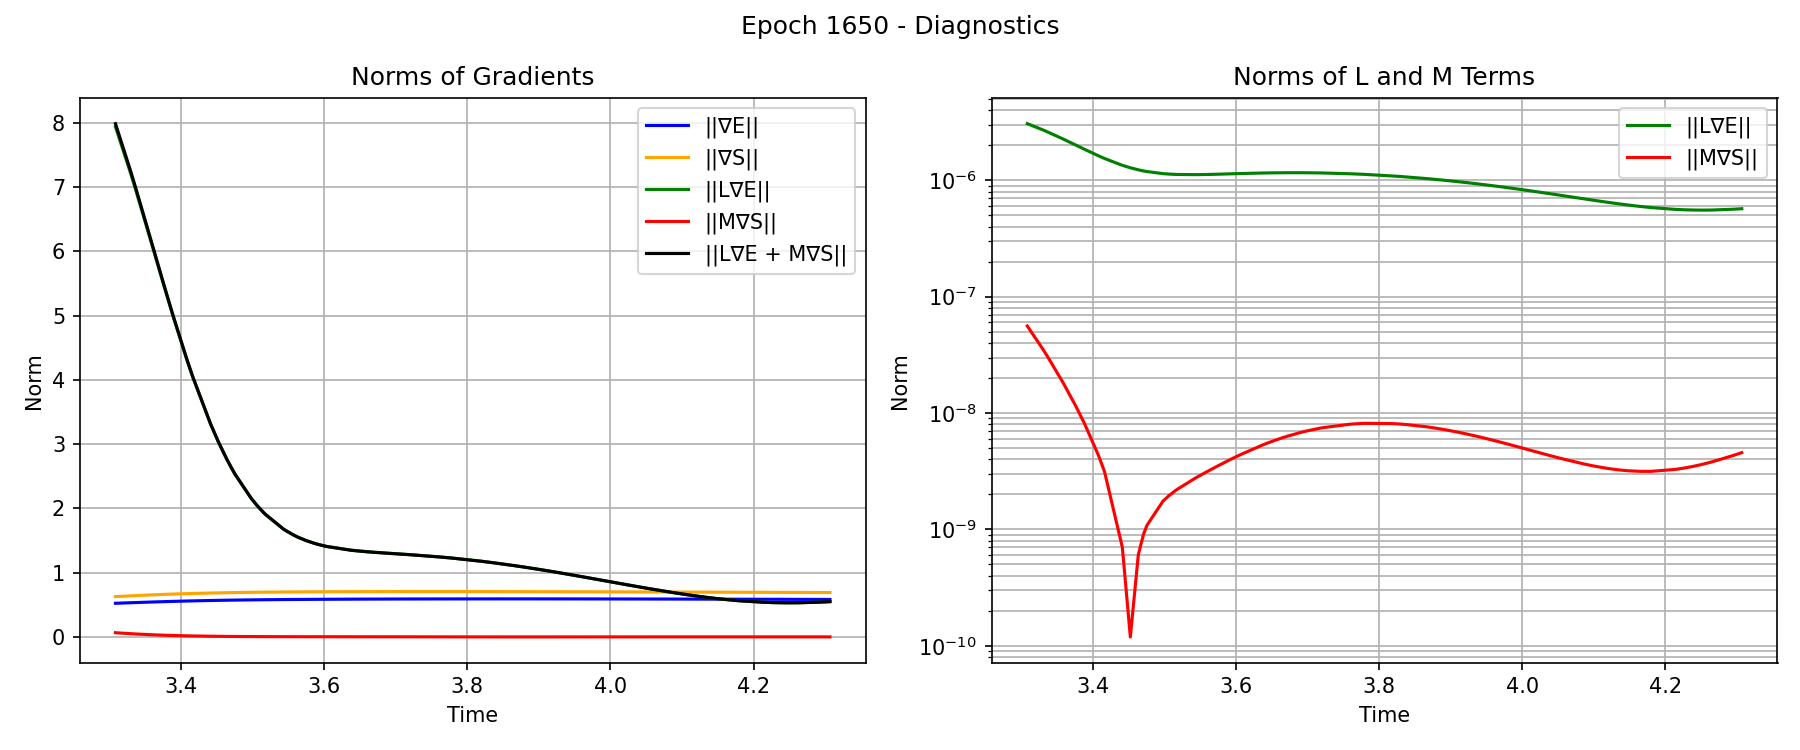 Epoch 1650 - Diagnostics
Norms of Gradients
8
7
6
5
4
3
2
1
0
Norm
3.4 3.6 3.8 4.0 4.2
Time
||∇E||
||∇S||
||L∇E||
||M∇S||
||L∇E + M∇S||
Norms of L and M Terms
10⁻⁶
10⁻⁷
10⁻⁸
10⁻⁹
10⁻¹⁰
Norm
3.4 3.6 3.8 4.0 4.2
Time
||L∇E||
||M∇S||